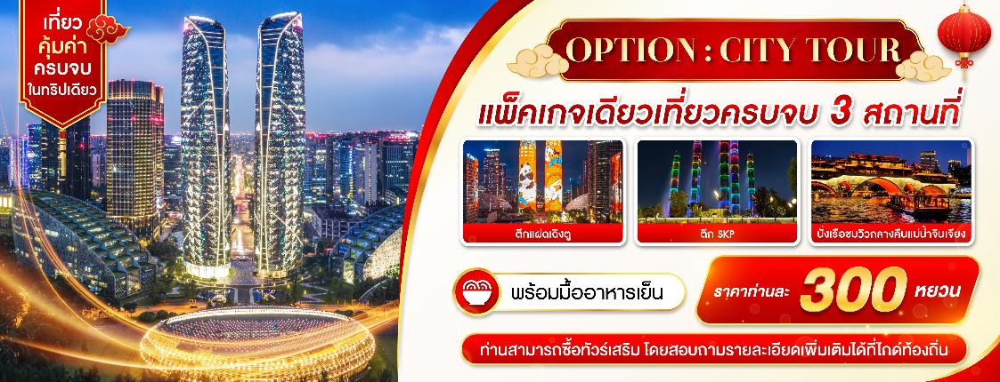 เที่ยว
คุ้มค่า
ครบจบ
ในทริปเดียว
OPTION : CITY TOUR
แพ็คเกจเดียวเที่ยวครบจบ 3 สถานที่
ตึกแฝดเฉิงตู
ตึก SKP
นั่งเรือชมวิวกลางคืนแม่น้ำจิ่นเจียง
พร้อมมื้ออาหารเย็น
ราคาท่านละ 300 หยวน
ท่านสามารถซื้อทัวร์เสริม โดยสอบถามรายละเอียดเพิ่มเติมได้ที่ไกด์ท้องถิ่น